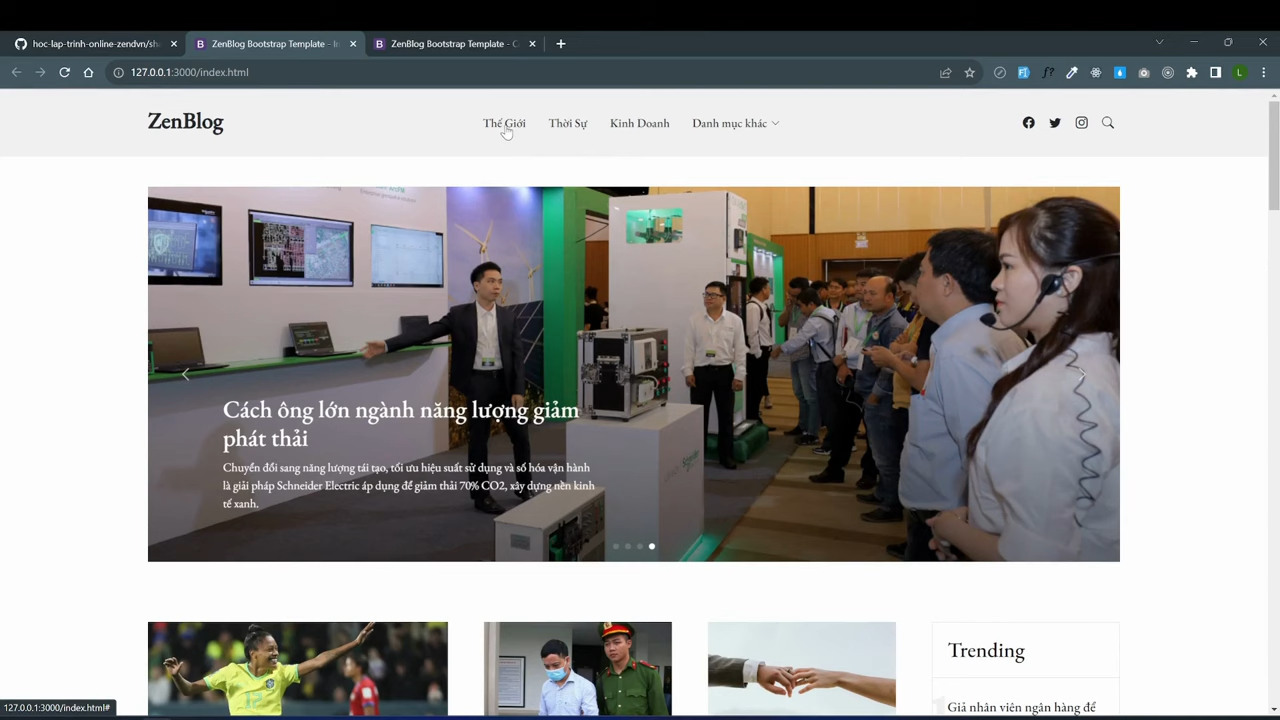 hoc-lap-trinh-online-zendvn/sh
ZenBlog Bootstrap Template - In
ZenBlog Bootstrap Template - C
127.0.0.1:3000/index.html
L
ZenBlog
Thế Giới
Thời Sự
Kinh Doanh
Danh mục khác
Cách ông lớn ngành năng lượng giảm
phát thải
Chuyển đổi sang năng lượng tái tạo, tối ưu hiệu suất sử dụng và số hóa vận hành
là giải pháp Schneider Electric áp dụng để giảm thải 70% CO2, xây dựng nền kinh
tế xanh.
Trending
1
Giả nhân viên ngân hàng để
127.0.0.1:3000/index.html#